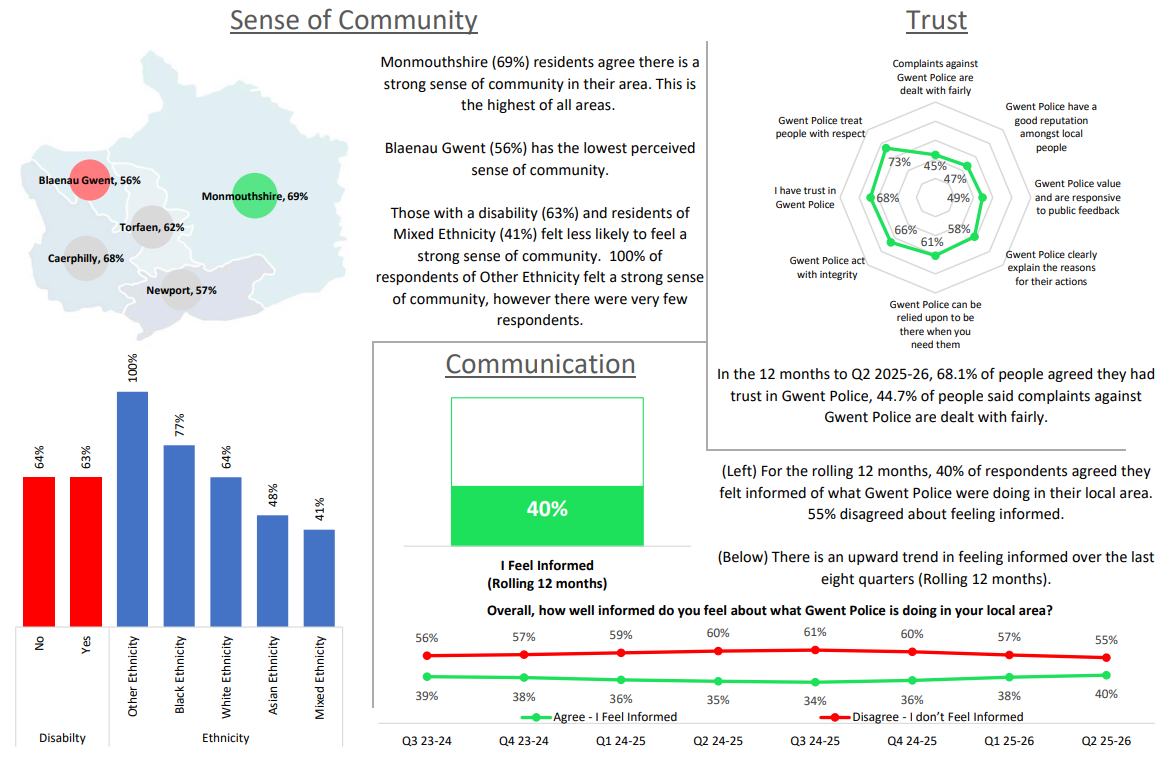 Sense of Community
Blaenau Gwent, 56%
Monmouthshire, 69%
Torfaen, 62%
Caerphilly, 68%
Newport, 57%
Monmouthshire (69%) residents agree there is a
strong sense of community in their area. This is
the highest of all areas.
Blaenau Gwent (56%) has the lowest perceived
sense of community.
Those with a disability (63%) and residents of
Mixed Ethnicity (41%) felt less likely to feel a
strong sense of community.  100% of
respondents of Other Ethnicity felt a strong sense
of community, however there were very few
respondents.
64%
63%
100%
77%
64%
48%
41%
No
Yes
Other Ethnicity
Black Ethnicity
White Ethnicity
Asian Ethnicity
Mixed Ethnicity
Disabilty
Ethnicity
Trust
Complaints against
Gwent Police are
dealt with fairly
Gwent Police have a
good reputation
amongst local
people
Gwent Police value
and are responsive
to public feedback
Gwent Police clearly
explain the reasons
for their actions
Gwent Police can be
relied upon to be
there when you
need them
Gwent Police act
with integrity
I have trust in
Gwent Police
Gwent Police treat
people with respect
45%
47%
49%
58%
61%
66%
68%
73%
In the 12 months to Q2 2025-26, 68.1% of people agreed they had
trust in Gwent Police, 44.7% of people said complaints against
Gwent Police are dealt with fairly.
Communication
40%
I Feel Informed
(Rolling 12 months)
(Left) For the rolling 12 months, 40% of respondents agreed they
felt informed of what Gwent Police were doing in their local area.
55% disagreed about feeling informed.
(Below) There is an upward trend in feeling informed over the last
eight quarters (Rolling 12 months).
Overall, how well informed do you feel about what Gwent Police is doing in your local area?
56% 57% 59% 60% 61% 60% 57% 55%
39% 38% 36% 35% 34% 36% 38% 40%
Agree - I Feel Informed
Disagree - I don't Feel Informed
Q3 23-24 Q4 23-24 Q1 24-25 Q2 24-25 Q3 24-25 Q4 24-25 Q1 25-26 Q2 25-26